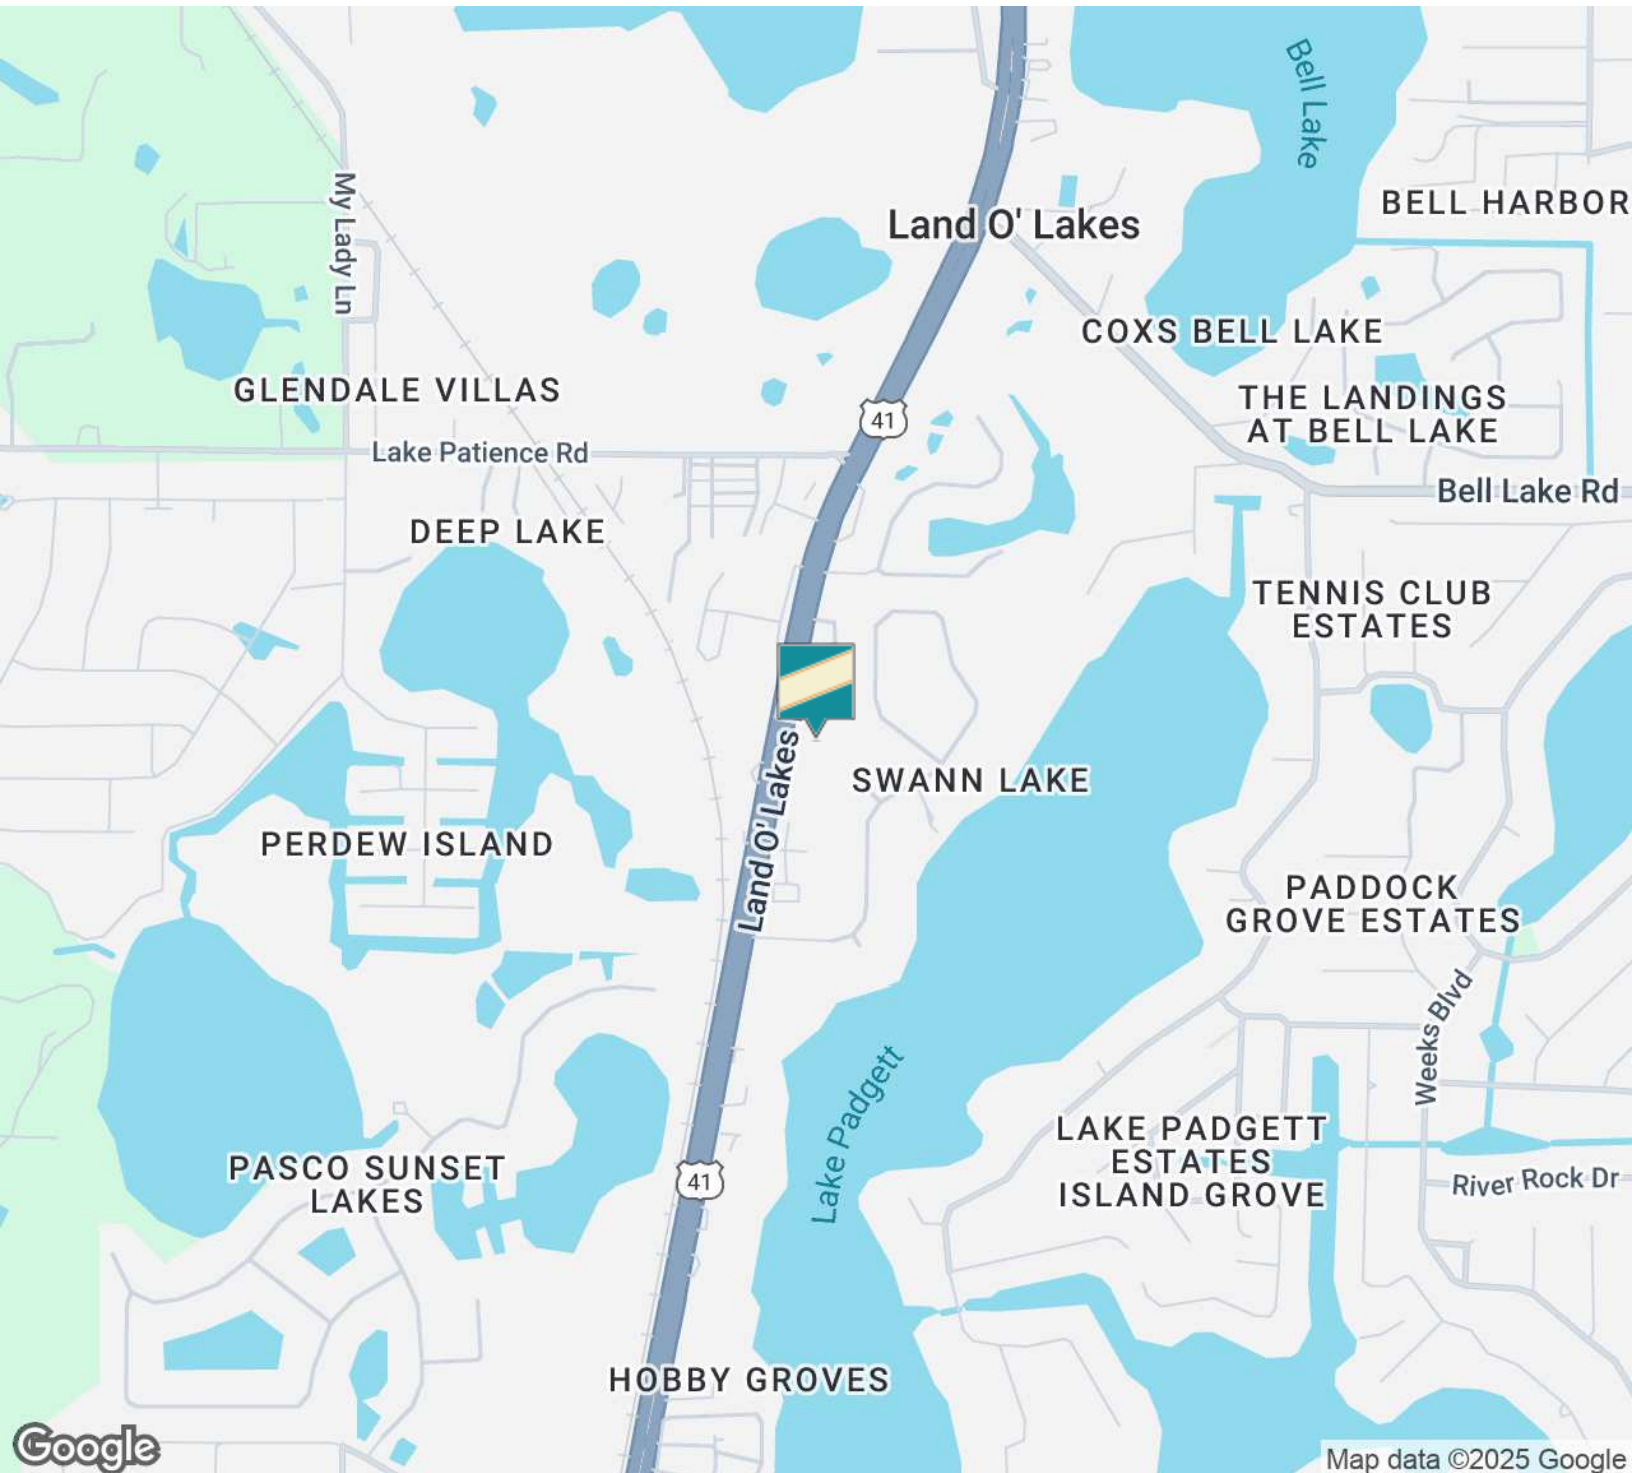 Bell Lake
My Lady Ln
BELL HARBOR
Land O' Lakes
COXS BELL LAKE
GLENDALE VILLAS
THE LANDINGS
AT BELL LAKE
41
Lake Patience Rd
Bell Lake Rd
DEEP LAKE
TENNIS CLUB
ESTATES
SWANN LAKE
Land O' Lakes
PERDEW ISLAND
PADDOCK
GROVE ESTATES
Weeks Blvd
Lake Padgett
LAKE PADGETT
ESTATES
ISLAND GROVE
PASCO SUNSET
LAKES
41
River Rock Dr
HOBBY GROVES
Google
Map data ©2025 Google